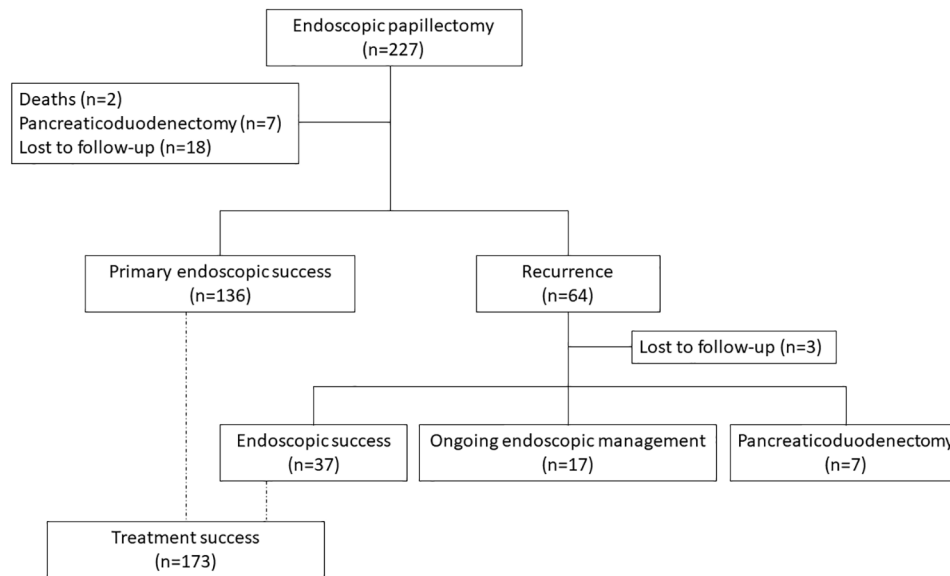 Endoscopic papillectomy
(n=227)
Deaths (n=2)
Pancreaticoduodenectomy (n=7)
Lost to follow-up (n=18)
Primary endoscopic success
(n=136)
Recurrence
(n=64)
Lost to follow-up (n=3)
Endoscopic success
(n=37)
Ongoing endoscopic management
(n=17)
Pancreaticoduodenectomy
(n=7)
Treatment success
(n=173)